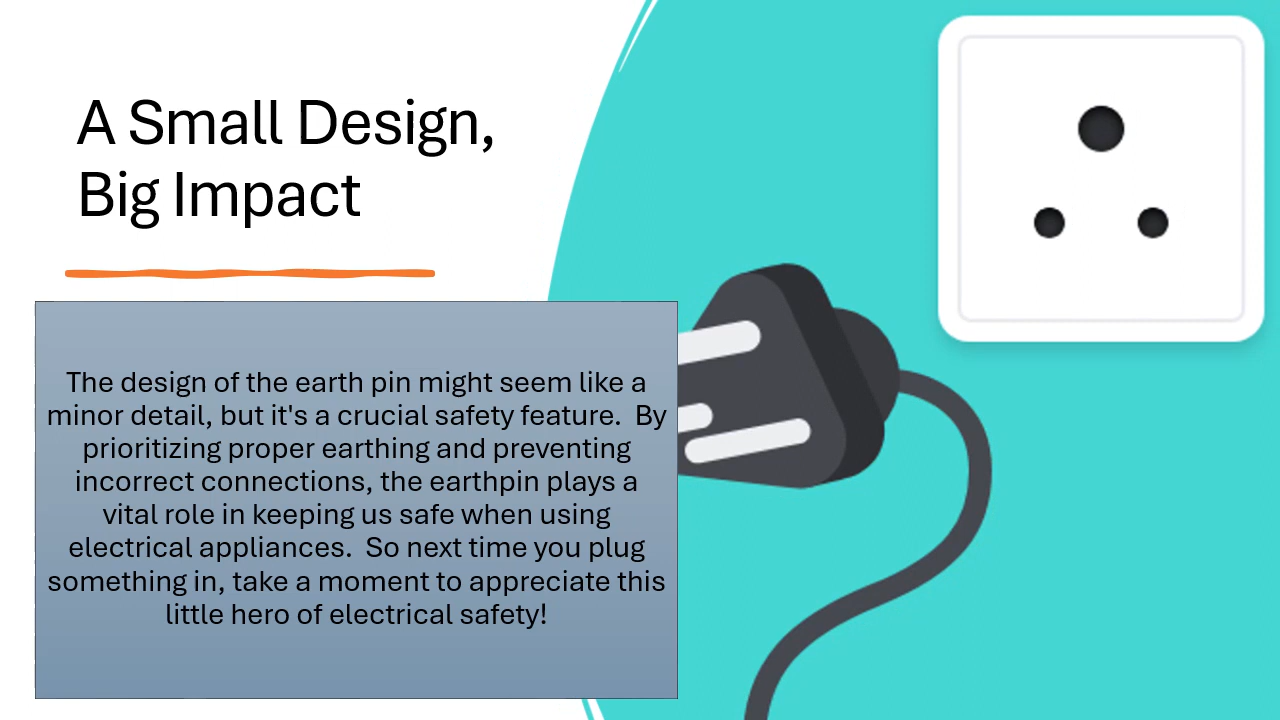 A Small Design,
Big Impact
The design of the earth pin might seem like a
minor detail, but it's a crucial safety feature.  By
prioritizing proper earthing and preventing
incorrect connections, the earthpin plays a
vital role in keeping us safe when using
electrical appliances.  So next time you plug
something in, take a moment to appreciate this
little hero of electrical safety!